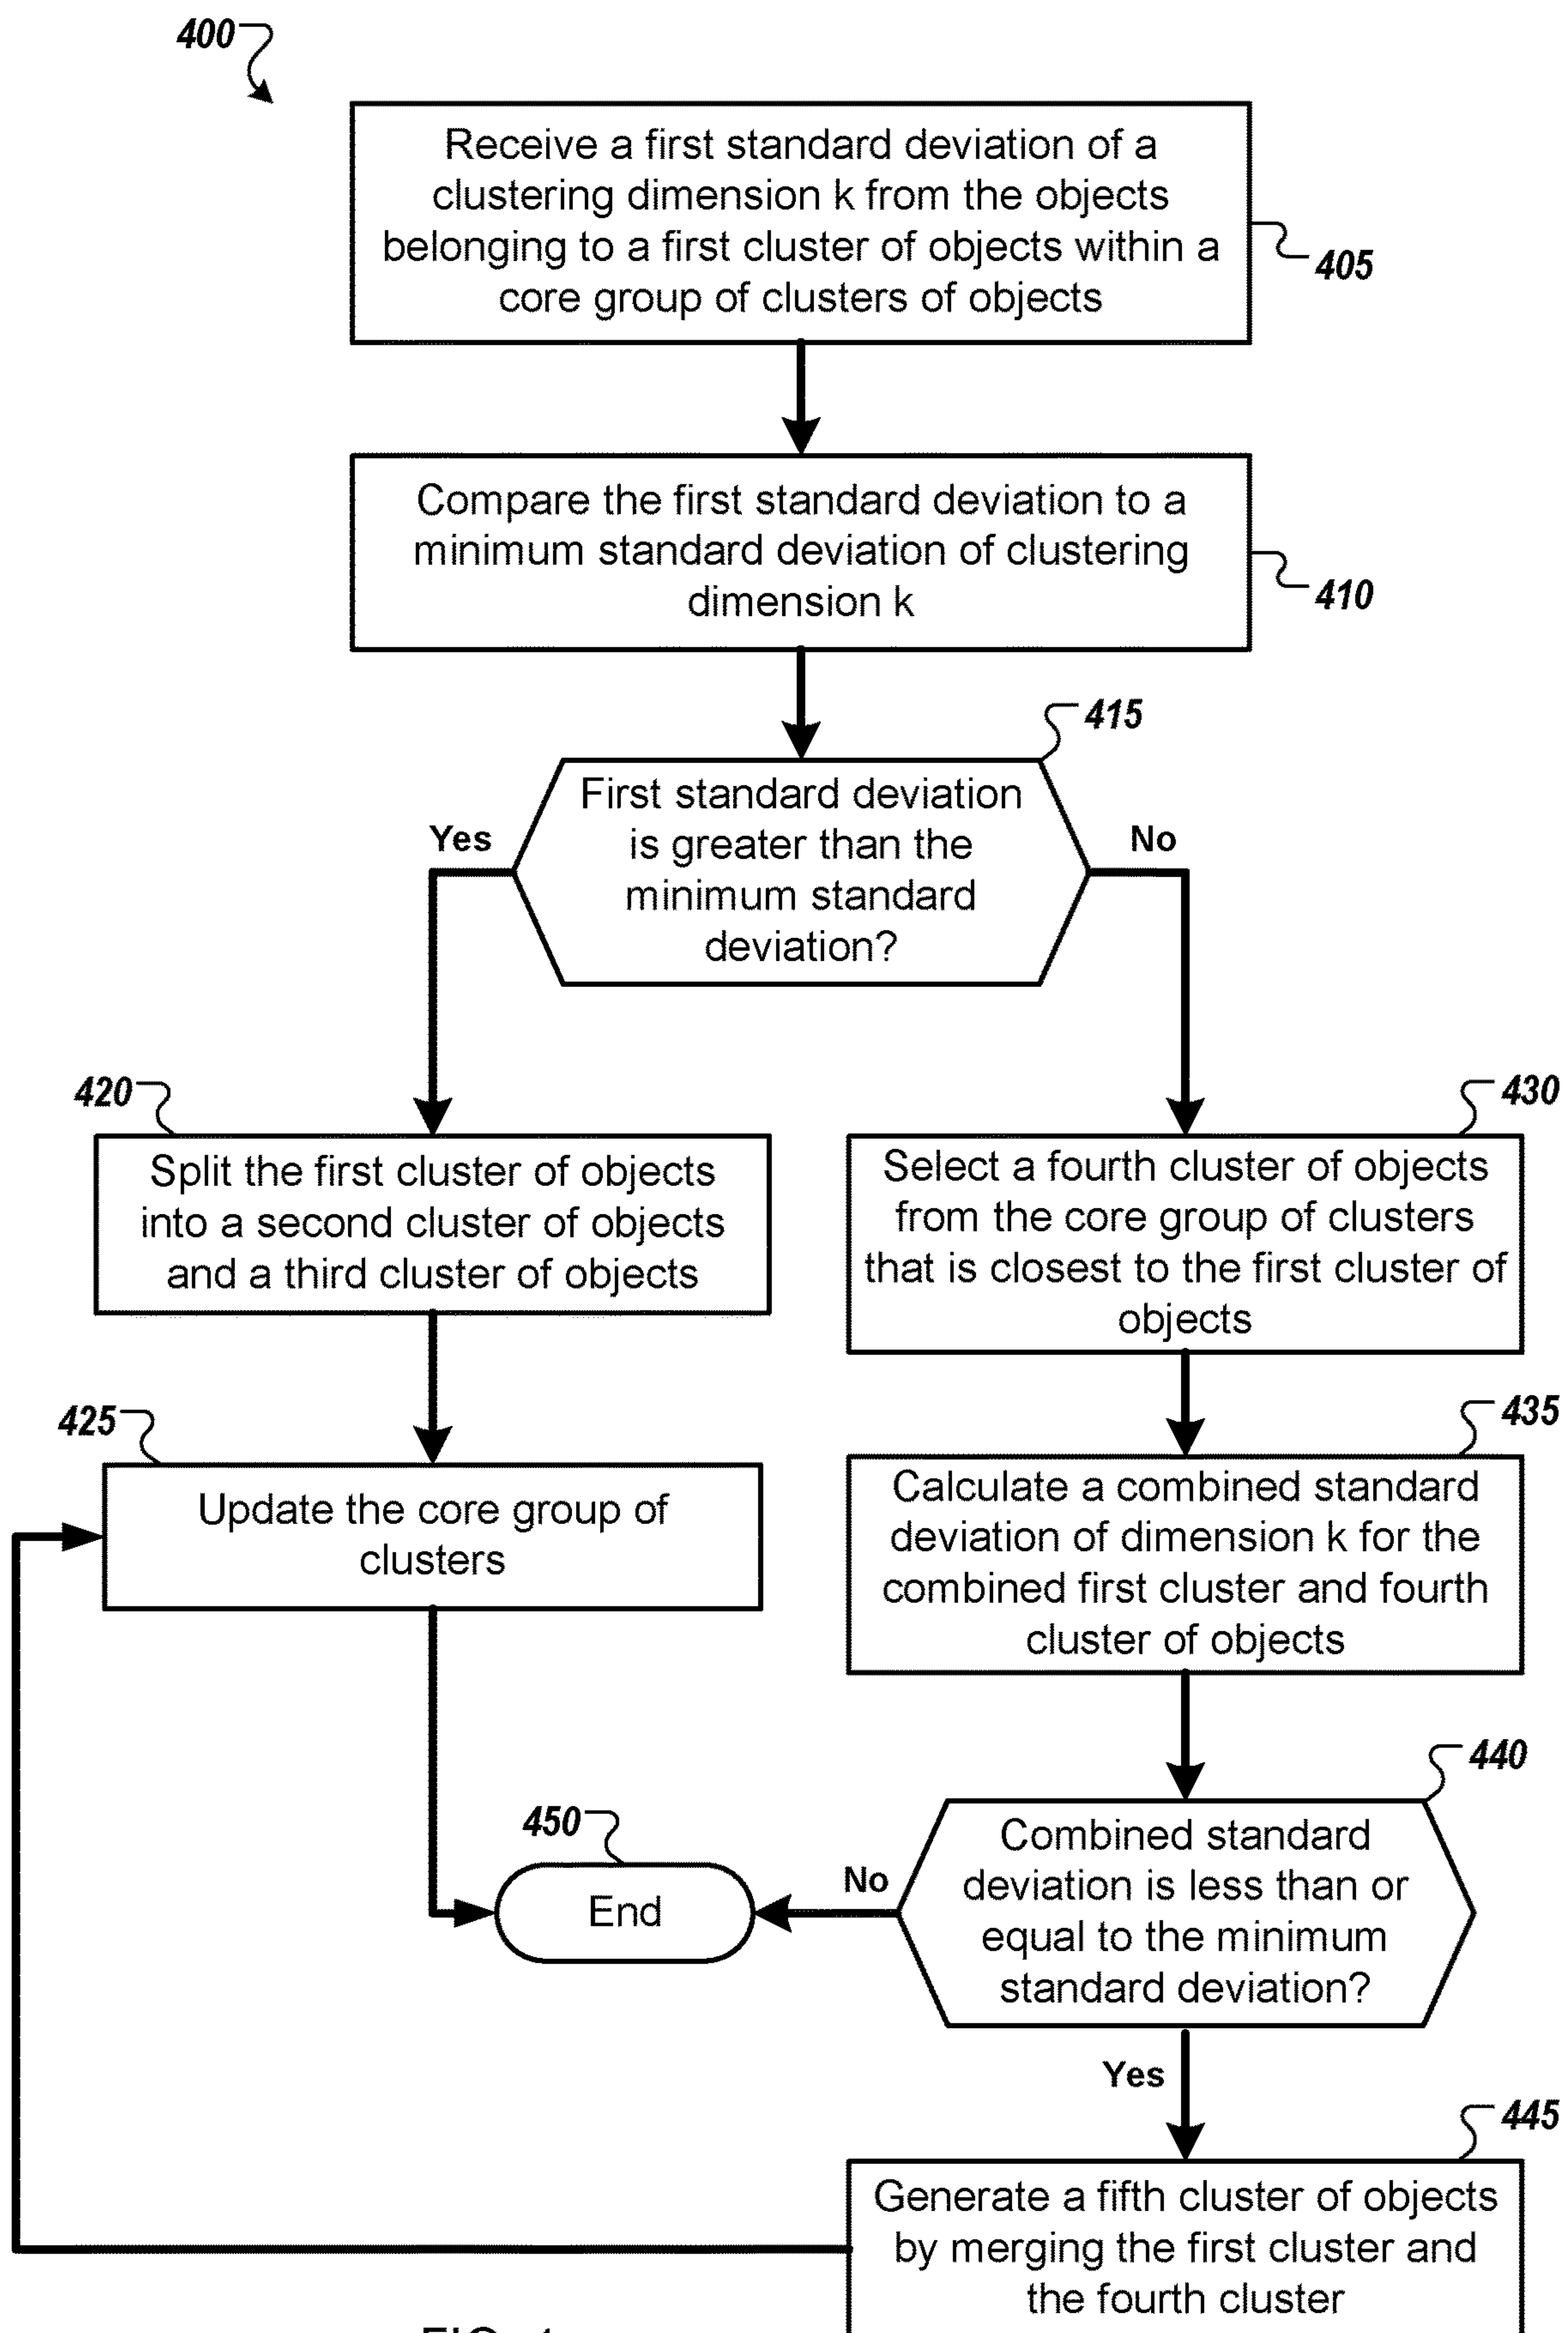 400
Receive a first standard deviation of a
clustering dimension k from the objects
belonging to a first cluster of objects within a
core group of clusters of objects
405
Compare the first standard deviation to a
minimum standard deviation of clustering
dimension k
410
415
First standard deviation
is greater than the
minimum standard
deviation?
Yes
No
420
Split the first cluster of objects
into a second cluster of objects
and a third cluster of objects
430
Select a fourth cluster of objects
from the core group of clusters
that is closest to the first cluster of
objects
425
Update the core group of
clusters
435
Calculate a combined standard
deviation of dimension k for the
combined first cluster and fourth
cluster of objects
440
Combined standard
deviation is less than or
equal to the minimum
standard deviation?
No
450
End
Yes
445
Generate a fifth cluster of objects
by merging the first cluster and
the fourth cluster